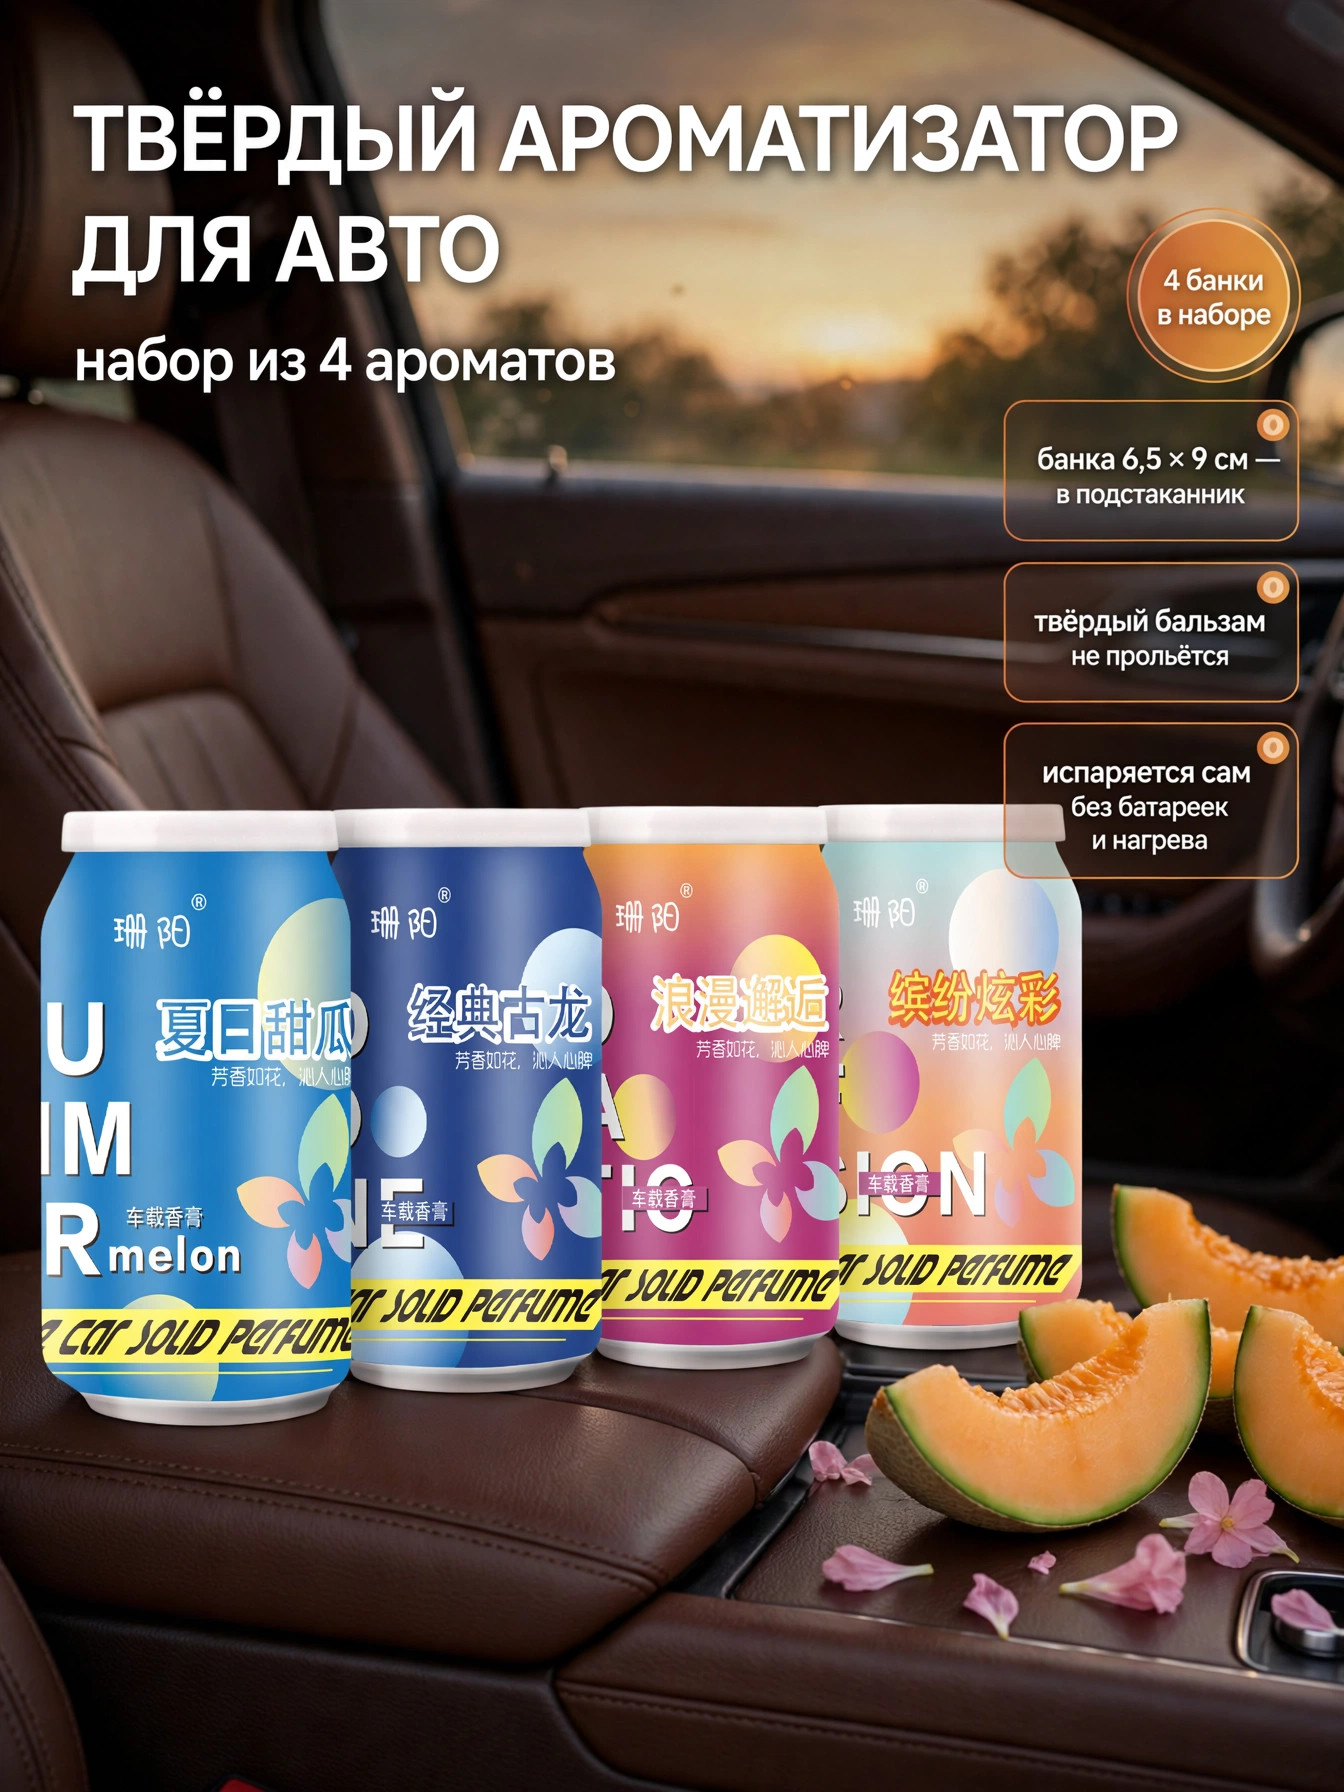 ТВЁРДЫЙ АРОМАТИЗАТОР
ДЛЯ АВТО
набор из 4 ароматов
4 банки
в наборе
банка 6,5 × 9 см —
в подстаканник
твёрдый бальзам
не прольётся
испаряется сам
без батареек
и нагрева
珊阳®
夏日甜瓜
芳香如花，沁人心脾
U
IM
R melon
车载香膏
CAR SOLID PERFUME
珊阳®
经典古龙
芳香如花，沁人心脾
NE
车载香膏
SOLID PERFUME
珊阳®
浪漫邂逅
芳香如花，沁人心脾
A
TIC
车载香膏
SOLID PERFUME
珊阳®
缤纷炫彩
芳香如花，沁人心脾
SION
车载香膏
SOLID PERFUME